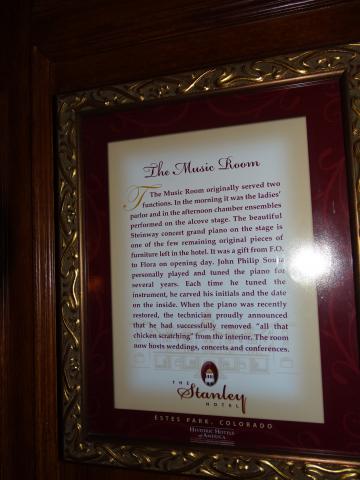 The Music Room
The Music Room originally served two
functions. In the morning it was the ladies'
parlor and in the afternoon chamber ensembles
performed on the alcove stage. The beautiful
Steinway concert grand piano on the stage is
one of the few remaining original pieces of
furniture left in the hotel. It was a gift from F.O.
to Flora on opening day. John Philip Sousa
personally played and tuned the piano for
several years. Each time he tuned the
instrument, he carved his initials and the date
on the inside. When the piano was recently
restored, the technician proudly announced
that he had successfully removed "all that
chicken scratching" from the interior. The room
now hosts weddings, concerts and conferences.
THE
Stanley
HOTEL
ESTES PARK, COLORADO
HISTORIC HOTELS
of AMERICA